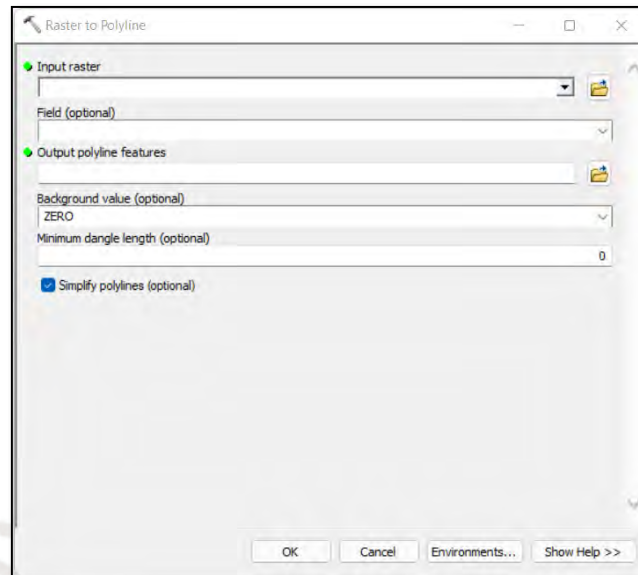 Raster to Polyline
Input raster
Field (optional)
Output polyline features
Background value (optional)
ZERO
Minimum dangle length (optional)
0
Simplify polylines (optional)
OK Cancel Environments... Show Help >>